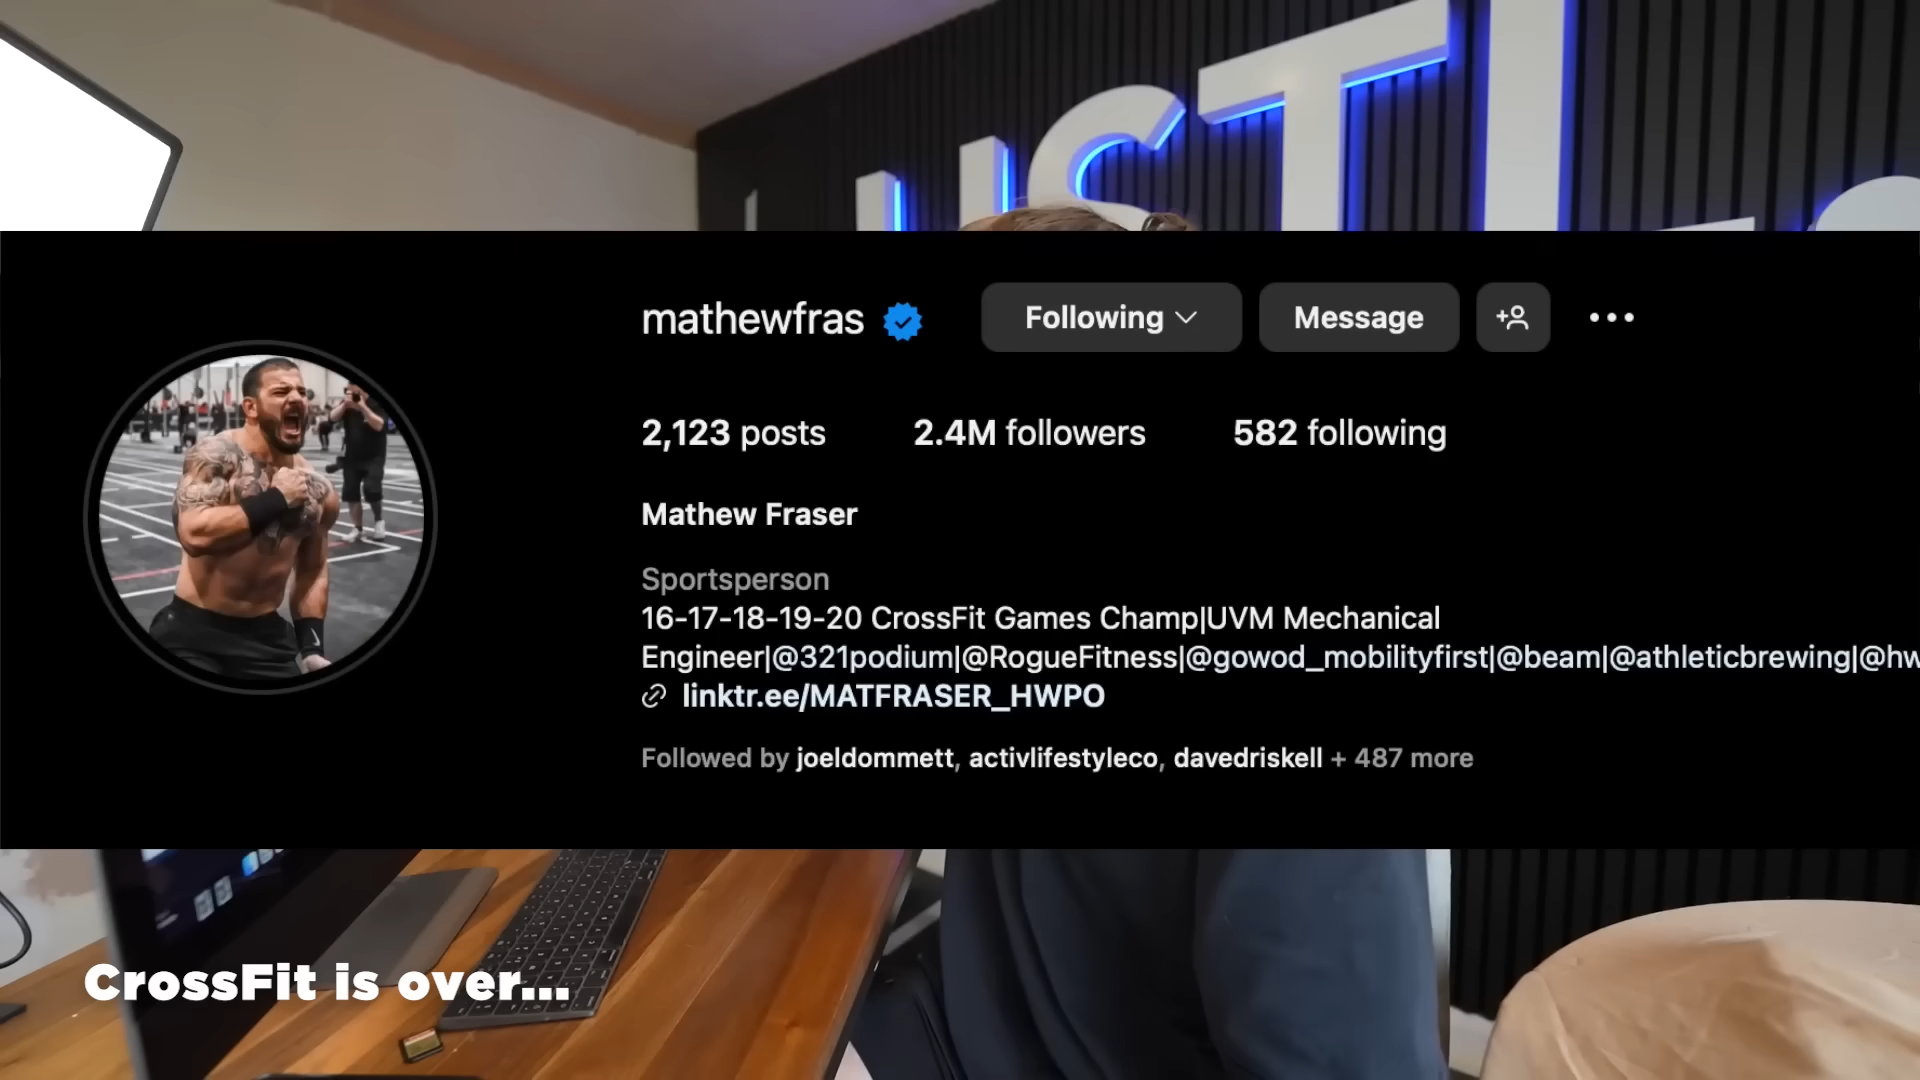 USTL
mathewfras
Following
Message
2,123 posts
2.4M followers
582 following
Mathew Fraser
Sportsperson
16-17-18-19-20 CrossFit Games Champ|UVM Mechanical
Engineer|@321podium|@RogueFitness|@gowod_mobilityfirst|@beam|@athleticbrewing|@hw
linktr.ee/MATFRASER_HWPO
Followed by joeldommett, activlifestyleco, davedriskell + 487 more
CrossFit is over...